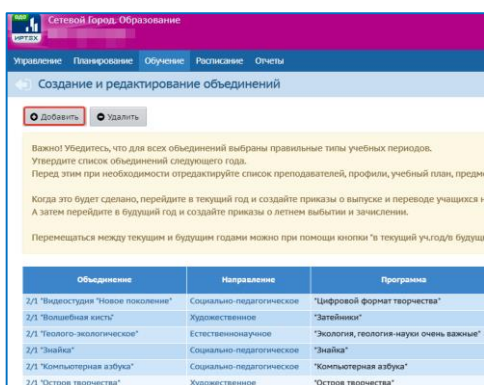 Сетевой Город. Образование
ИРТЕХ
Управление Планирование Обучение Расписание Отчеты
Создание и редактирование объединений
Добавить Удалить
Важно! Убедитесь, что для всех объединений выбраны правильные типы учебных периодов.
Утвердите список объединений следующего года.
Перед этим при необходимости отредактируйте список преподавателей, профили, учебный план, предм
Когда это будет сделано, перейдите в текущий год и создайте приказы о выпуске и переводе учащихся н
А затем перейдите в будущий год и создайте приказы о летнем выбытии и зачислении.
Перемещаться между текущим и будущим годами можно при помощи кнопки "в текущий уч.год/в будущ
Объединение Направление Программа
2/1 "Видеостудия "Новое поколение" Социально-педагогическое "Цифровой формат творчества"
2/1 "Волшебная кисть" Художественное "Затейники"
2/1 "Геолого-экологическое" Естественнонаучное "Экология, геология-науки очень важные"
2/1 "Знайка" Социально-педагогическое "Знайка"
2/1 "Компьютерная азбука" Социально-педагогическое "Компьютерная азбука"
2/1 "Остров творчества" Художественное "Остров творчества"